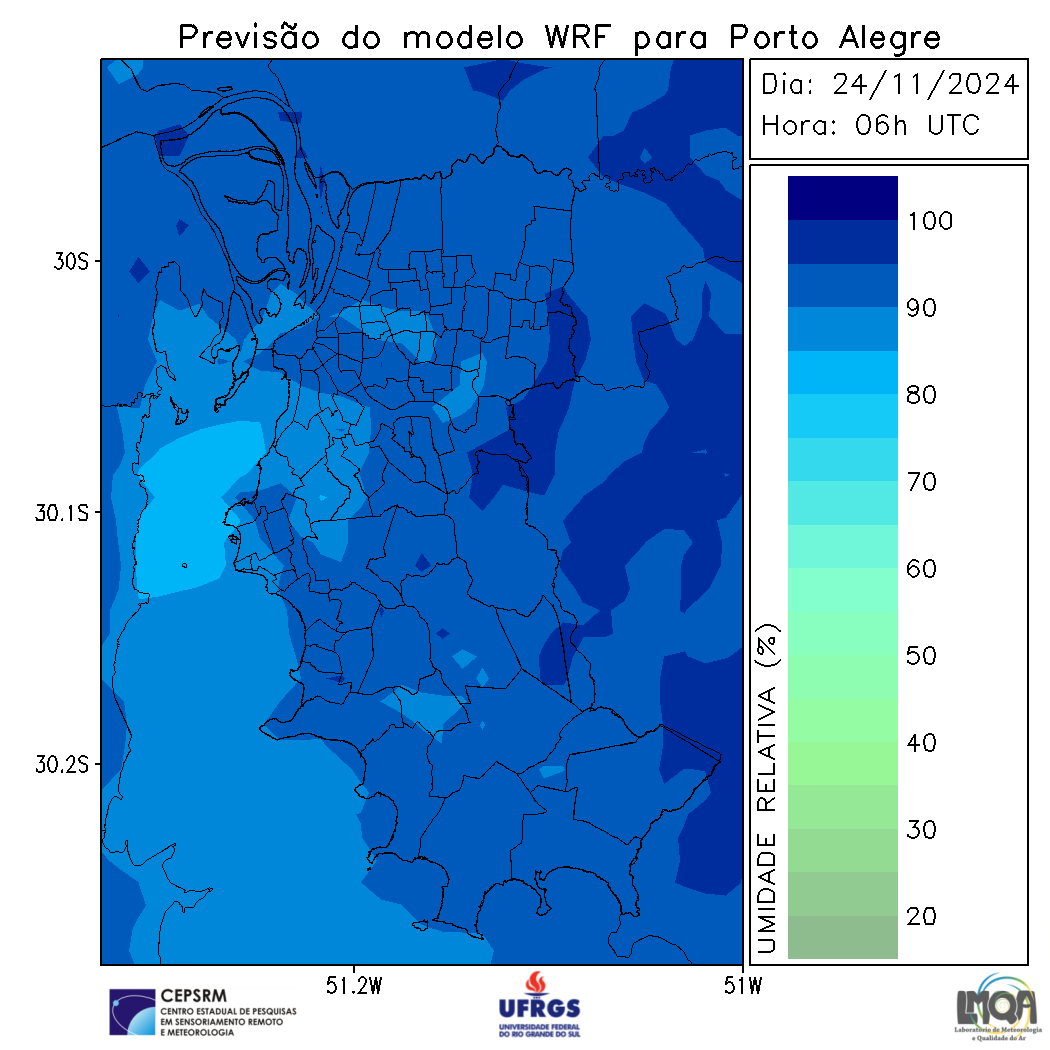 Previsão do modelo WRF para Porto Alegre
Dia: 24/11/2024
Hora: 06h UTC
100
90
80
70
60
50
40
30
20
UMIDADE RELATIVA (%)
30S
30.1S
30.2S
51.2W
51W
CEPSRM
CENTRO ESTADUAL DE PESQUISAS
EM SENSORIAMENTO REMOTO
E METEOROLOGIA
UFRGS
UNIVERSIDADE FEDERAL
DO RIO GRANDE DO SUL
LMQA
Laboratório de Meteorologia
e Qualidade do Ar